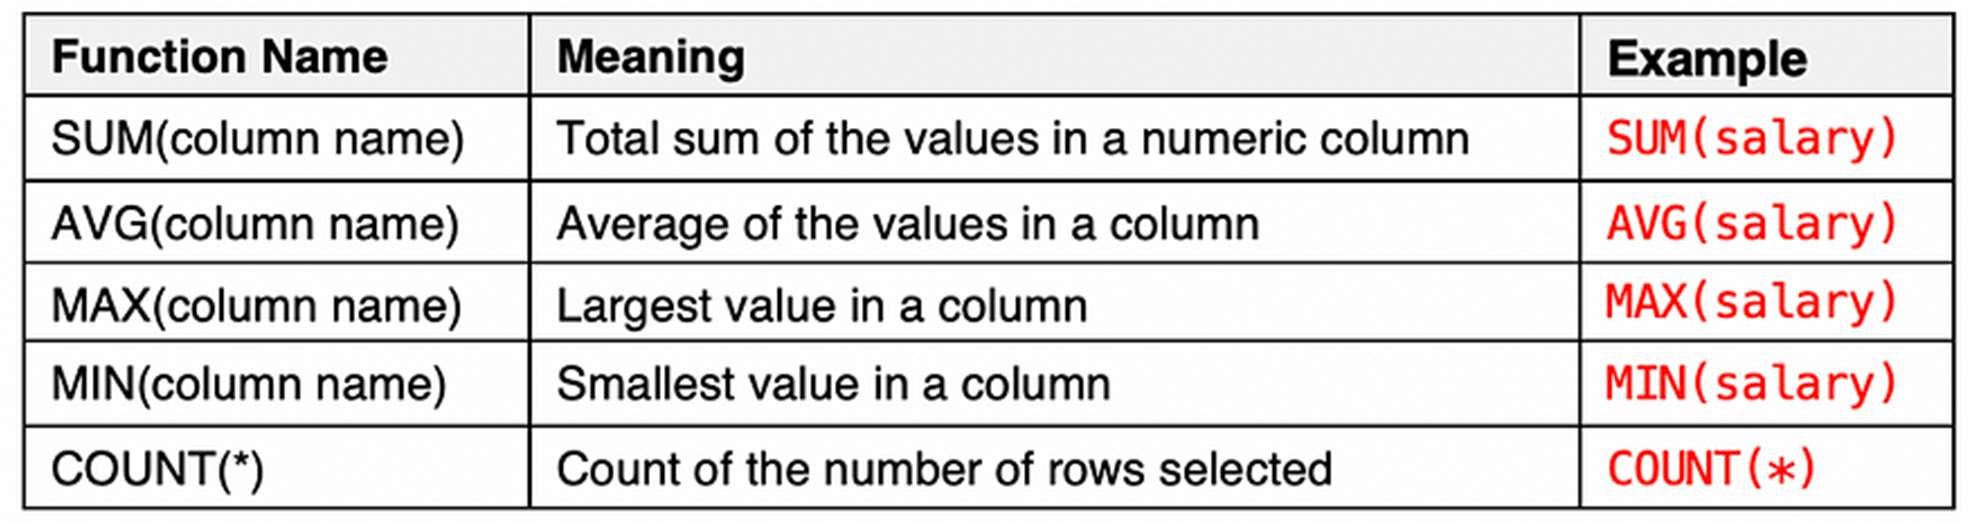 Function Name Meaning Example
SUM(column name) Total sum of the values in a numeric column SUM(salary)
AVG(column name) Average of the values in a column AVG(salary)
MAX(column name) Largest value in a column MAX(salary)
MIN(column name) Smallest value in a column MIN(salary)
COUNT(*) Count of the number of rows selected COUNT(*)